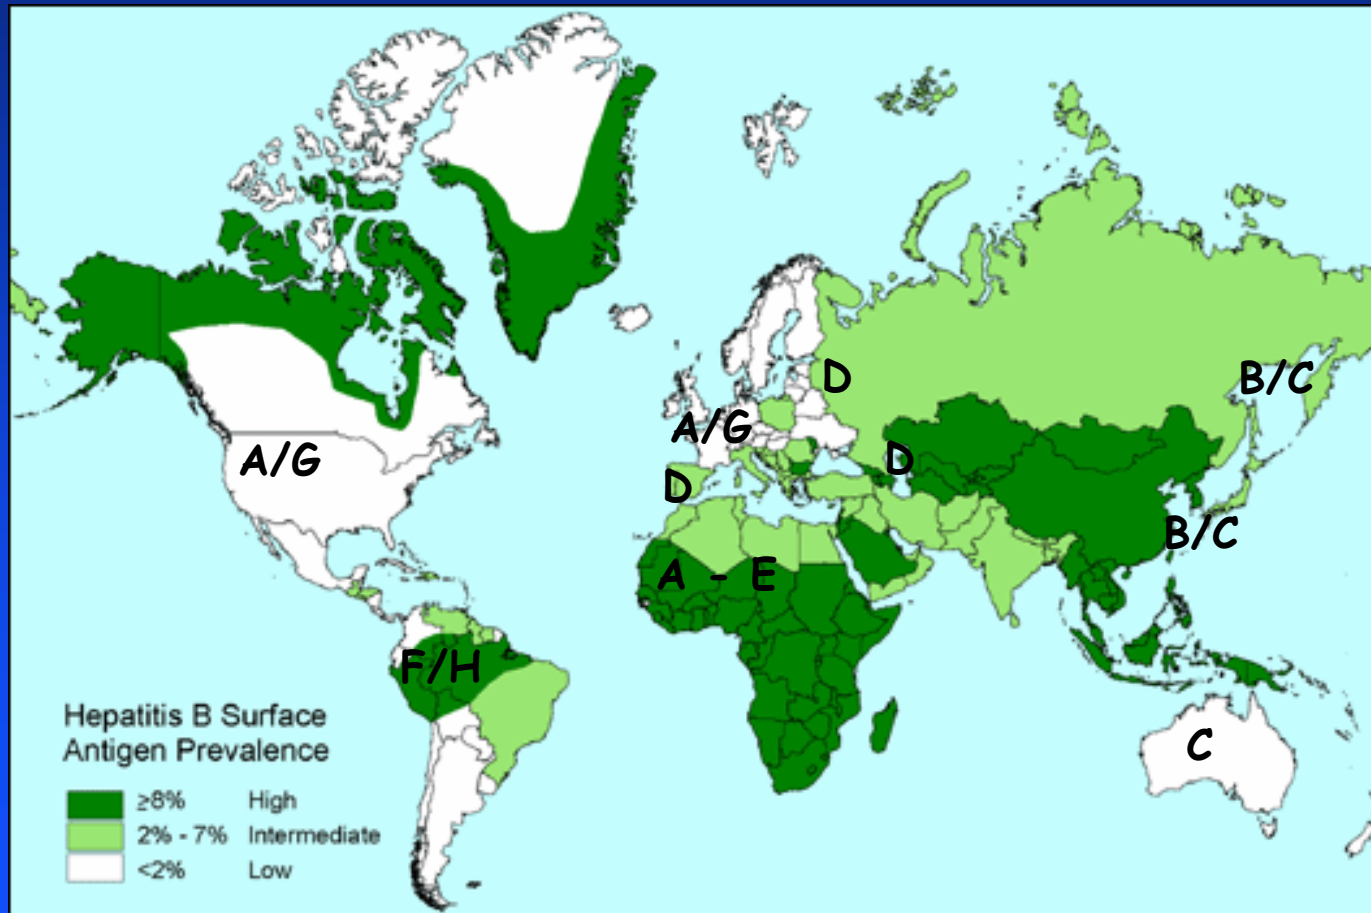 D
B/C
A/G
A/G
D
D
B/C
A - E
F/H
C
Hepatitis B Surface
Antigen Prevalence
≥8% High
2% - 7% Intermediate
<2% Low